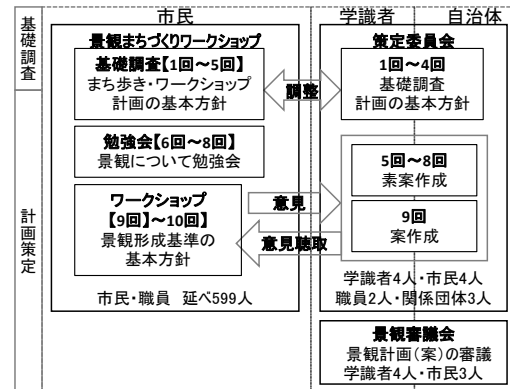 市民
学識者
自治体
基礎調査
計画策定
景観まちづくりワークショップ
基礎調査【1回～5回】
まち歩き・ワークショップ
計画の基本方針
勉強会【6回～8回】
景観について勉強会
ワークショップ
【9回】～10回】
景観形成基準の
基本方針
市民・職員 延べ599人
調整
意見
意見聴取
策定委員会
1回～4回
基礎調査
計画の基本方針
5回～8回
素案作成
9回
案作成
学識者4人・市民4人
職員2人・関係団体3人
景観審議会
景観計画(案)の審議
学識者4人・市民3人